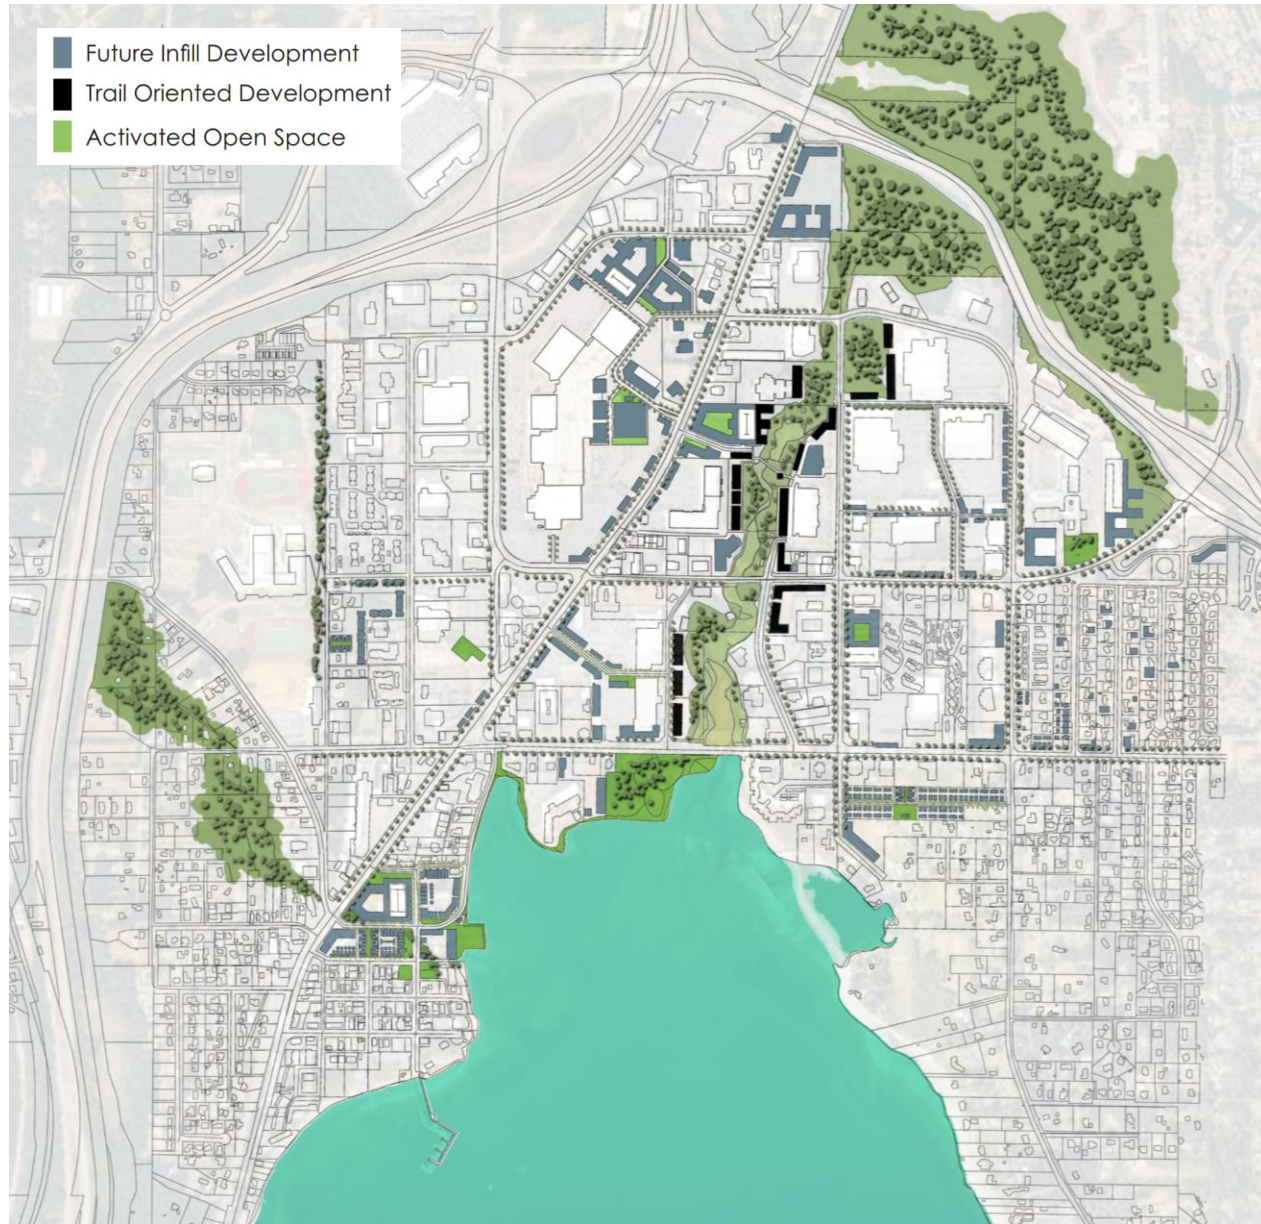 Future Infill Development
Trail Oriented Development
Activated Open Space